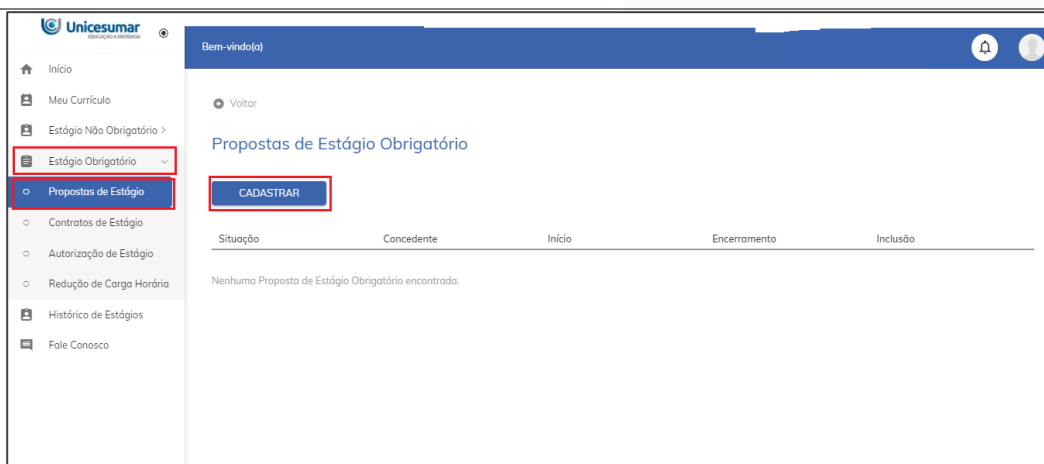 Unicesumar
EDUCAÇÃO A DISTÂNCIA
Bem-vindo(a)
Início
Meu Currículo
Estágio Não Obrigatório >
Estágio Obrigatório
Propostas de Estágio
Contratos de Estágio
Autorização de Estágio
Redução de Carga Horária
Histórico de Estágios
Fale Conosco
Voltar
Propostas de Estágio Obrigatório
CADASTRAR
Situação Concedente Início Encerramento Inclusão
Nenhuma Proposta de Estágio Obrigatório encontrada.